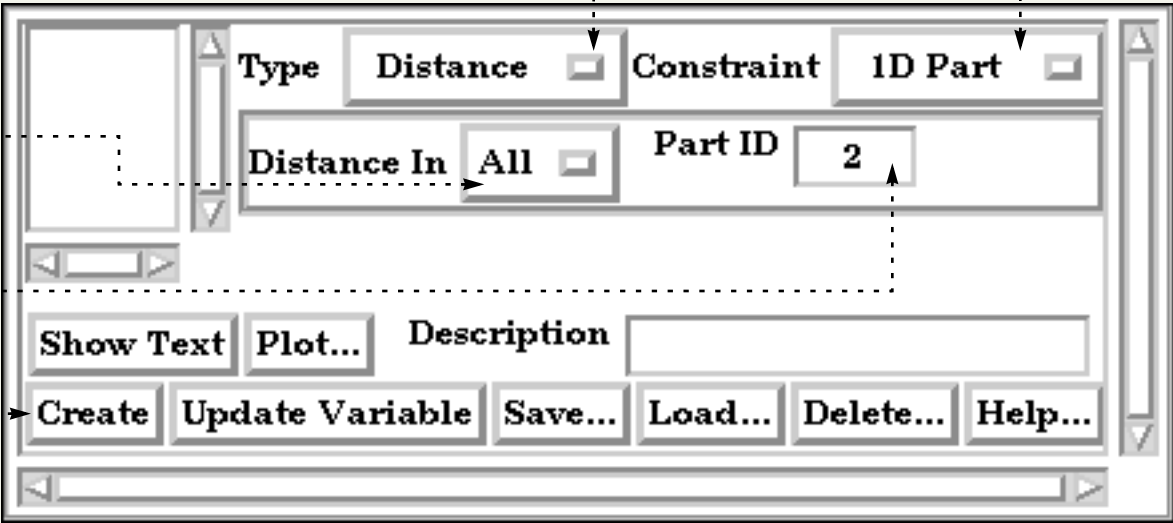 Type Distance Constraint 1D Part
Distance In All Part ID 2
Show Text Plot... Description
Create Update Variable Save... Load... Delete... Help...